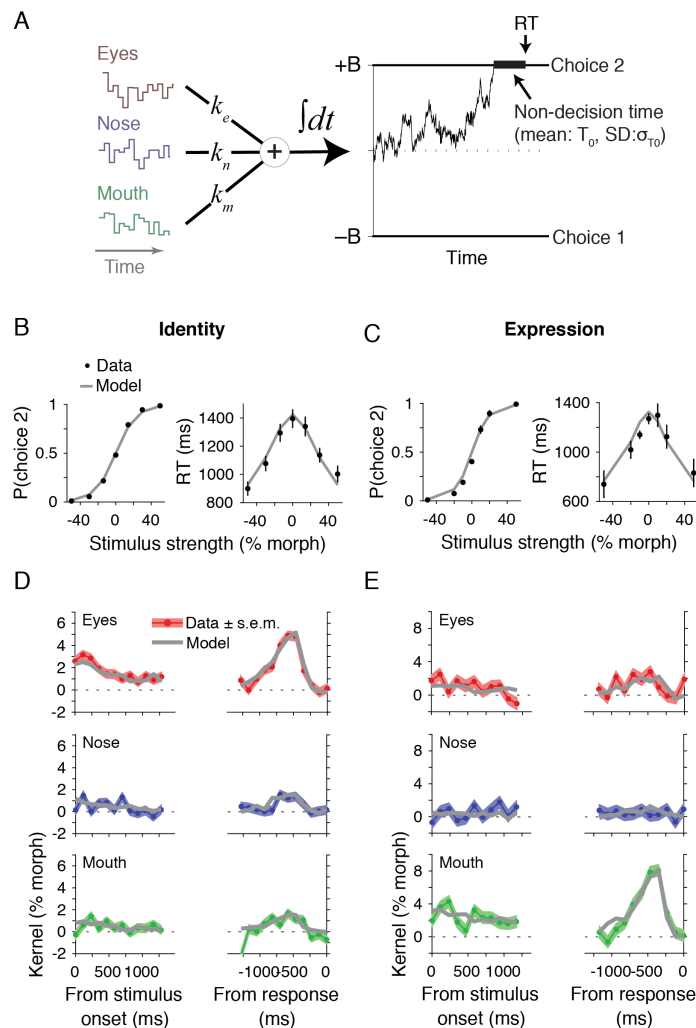 A
Eyes
Nose
Mouth
Time
k_e
k_n
k_m
+
∫dt
RT
+B
Choice 2
Non-decision time
(mean: T₀, SD:σ_T0)
–B
Choice 1
Time
B
Identity
Data
Model
P(choice 2)
1
0.5
0
-40
0
40
RT (ms)
1400
1200
1000
800
-40
0
40
Stimulus strength (% morph)
C
Expression
P(choice 2)
1
0.5
0
-40
0
40
RT (ms)
1400
1000
600
-40
0
40
Stimulus strength (% morph)
D
Eyes
Data ± s.e.m.
Model
6
4
2
0
-2
Nose
6
4
2
0
-2
Mouth
6
4
2
0
-2
Kernel (% morph)
0
500
1000
From stimulus
onset (ms)
-1000
-500
0
From response
(ms)
E
Eyes
8
4
0
Nose
8
4
0
Mouth
8
4
0
Kernel (% morph)
0
500
1000
From stimulus
onset (ms)
-1000
-500
0
From response
(ms)